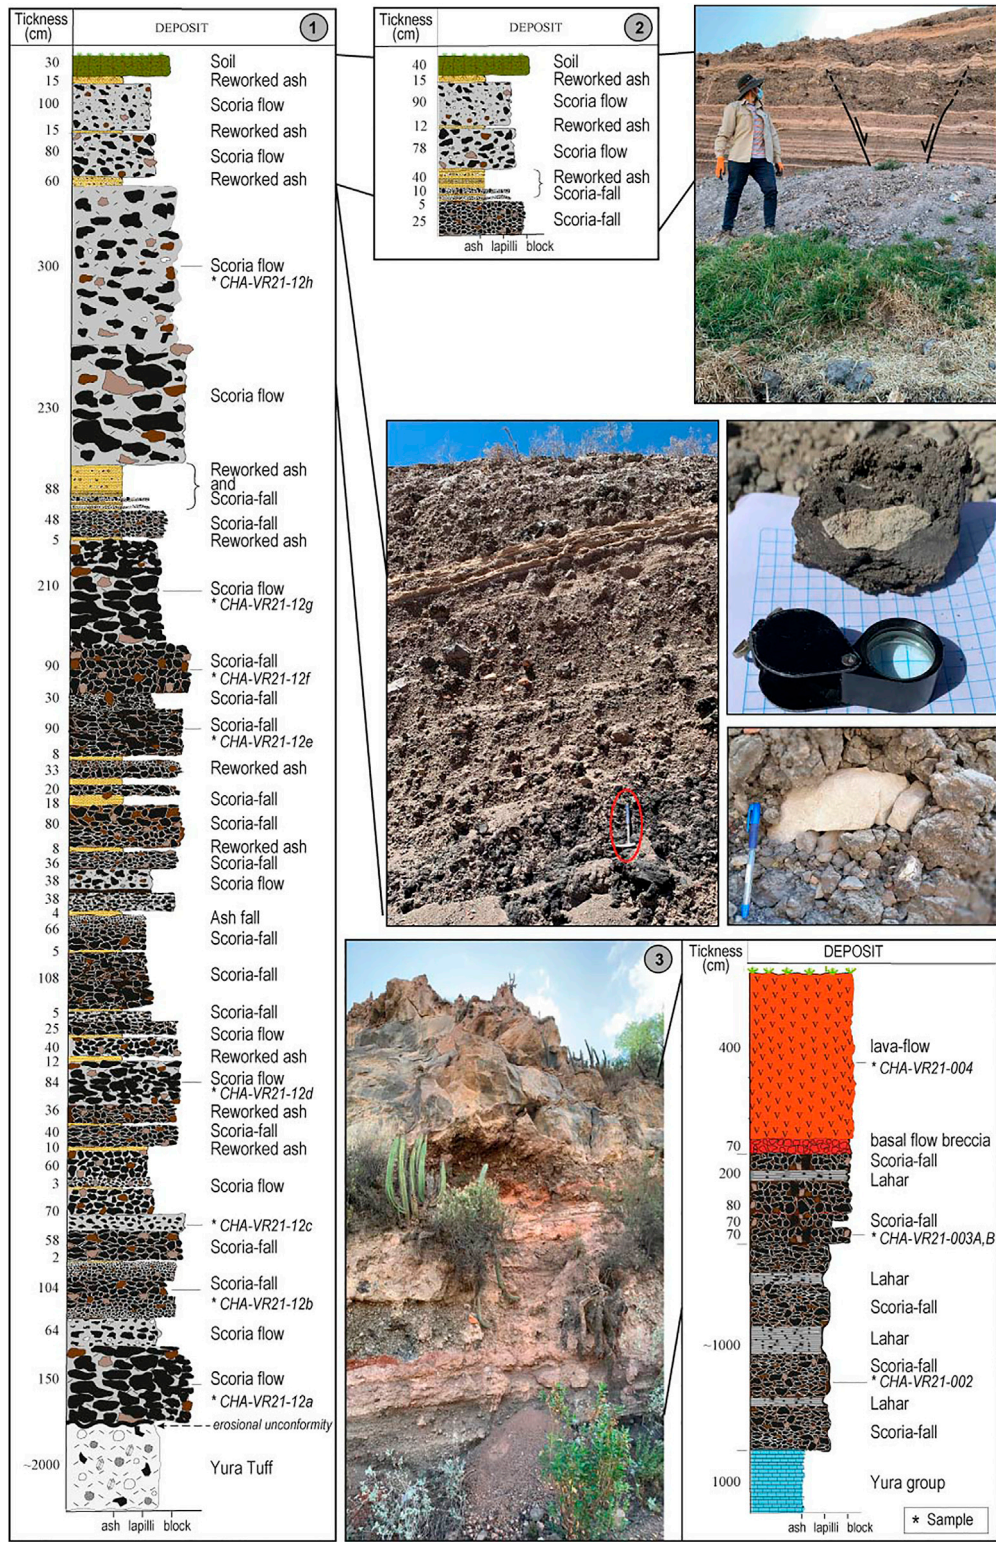 Tickness
(cm)
DEPOSIT
1
30
Soil
15
Reworked ash
100
Scoria flow
15
Reworked ash
80
Scoria flow
60
Reworked ash
300
Scoria flow
* CHA-VR21-12h
230
Scoria flow
88
Reworked ash
and
Scoria-fall
48
Scoria-fall
5
Reworked ash
210
Scoria flow
* CHA-VR21-12g
90
Scoria-fall
* CHA-VR21-12f
30
Scoria-fall
90
Scoria-fall
* CHA-VR21-12e
8
33
Reworked ash
20
18
Scoria-fall
80
Scoria-fall
8
Reworked ash
36
Scoria-fall
38
Scoria flow
38
4
Ash fall
66
Scoria-fall
5
108
Scoria-fall
5
Scoria-fall
25
Scoria flow
40
Reworked ash
12
84
Scoria flow
* CHA-VR21-12d
36
Reworked ash
40
Scoria-fall
10
Reworked ash
60
3
Scoria flow
70
* CHA-VR21-12c
58
Scoria-fall
2
104
Scoria-fall
* CHA-VR21-12b
64
Scoria flow
150
Scoria flow
* CHA-VR21-12a
erosional unconformity
~2000
Yura Tuff
ash lapilli block
Tickness
(cm)
DEPOSIT
2
40
Soil
15
Reworked ash
90
Scoria flow
12
Reworked ash
78
Scoria flow
40
Reworked ash
10
Scoria-fall
5
25
Scoria-fall
ash lapilli block
3
Tickness
(cm)
DEPOSIT
400
lava-flow
* CHA-VR21-004
70
basal flow breccia
Scoria-fall
200
Lahar
80
70
Scoria-fall
70
* CHA-VR21-003A,B
Lahar
Scoria-fall
~1000
Lahar
Scoria-fall
* CHA-VR21-002
Lahar
Scoria-fall
1000
Yura group
ash lapilli block
* Sample